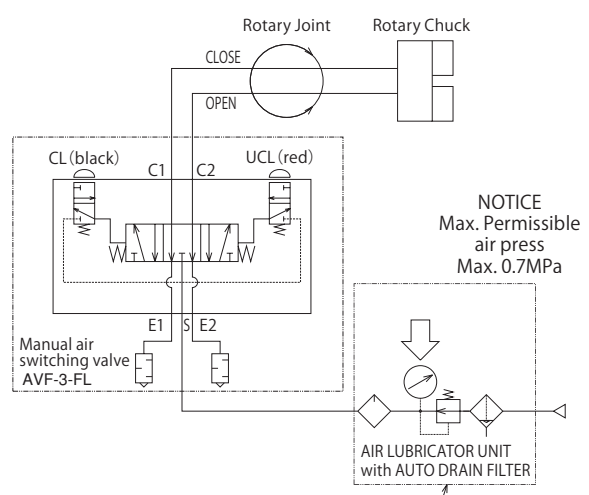 Rotary Joint
Rotary Chuck
CLOSE
OPEN
CL (black)
C1
C2
UCL (red)
NOTICE
Max. Permissible
air press
Max. 0.7MPa
E1
S
E2
Manual air
switching valve
AVF-3-FL
AIR LUBRICATOR UNIT
with AUTO DRAIN FILTER